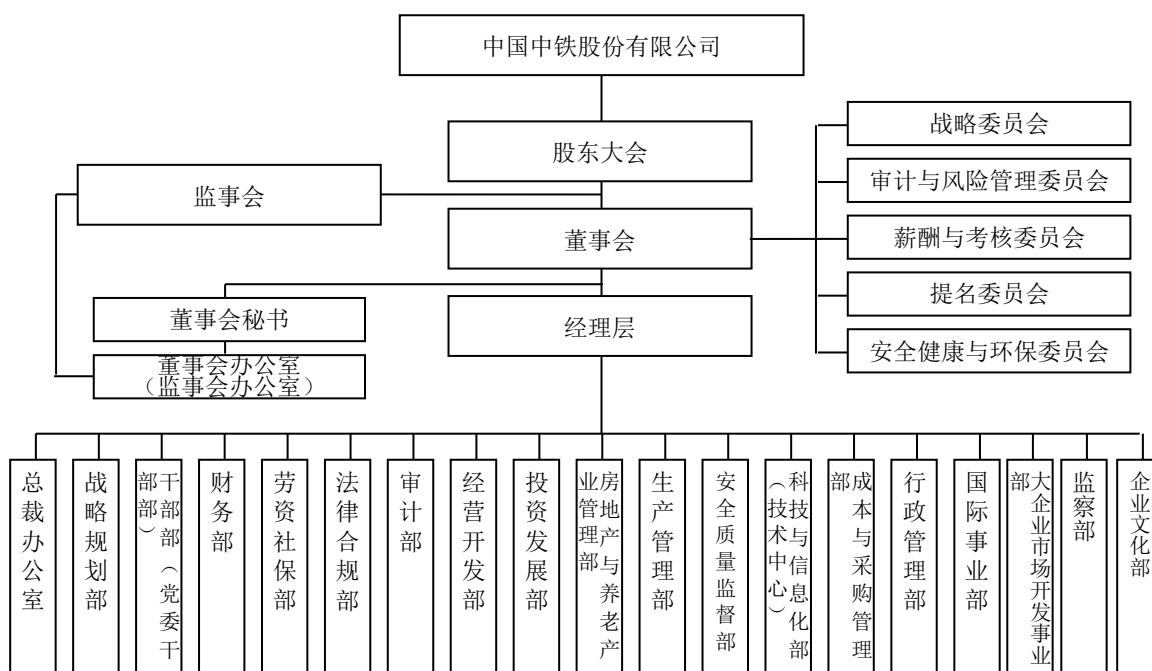 中国中铁股份有限公司
股东大会
监事会
董事会
战略委员会
审计与风险管理委员会
薪酬与考核委员会
提名委员会
安全健康与环保委员会
董事会秘书
董事会办公室
（监事会办公室）
经理层
总裁办公室
战略规划部
干部部（党委干
部部）
财务部
劳资社保部
法律合规部
审计部
经营开发部
投资发展部
房地产与养老产
业管理部
生产管理部
安全质量监督部
科技与信息化部
（技术中心）
成本与采购管理
部
行政管理部
国际事业部
大企业市场开发事业
部
监察部
企业文化部